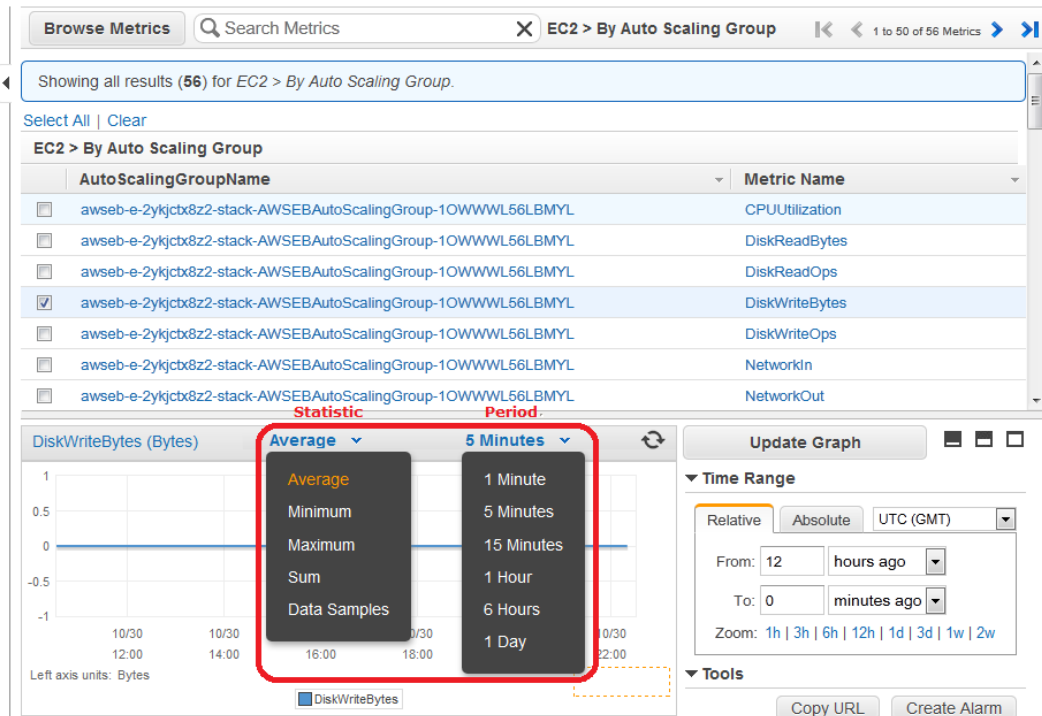 Browse Metrics Search Metrics X EC2 > By Auto Scaling Group 1 to 50 of 56 Metrics
Showing all results (56) for EC2 > By Auto Scaling Group.
Select All | Clear
EC2 > By Auto Scaling Group
AutoScalingGroupName Metric Name
awseb-e-2ykjctx8z2-stack-AWSEBAutoScalingGroup-1OWWWL56LBMYL CPUUtilization
awseb-e-2ykjctx8z2-stack-AWSEBAutoScalingGroup-1OWWWL56LBMYL DiskReadBytes
awseb-e-2ykjctx8z2-stack-AWSEBAutoScalingGroup-1OWWWL56LBMYL DiskReadOps
awseb-e-2ykjctx8z2-stack-AWSEBAutoScalingGroup-1OWWWL56LBMYL DiskWriteBytes
awseb-e-2ykjctx8z2-stack-AWSEBAutoScalingGroup-1OWWWL56LBMYL DiskWriteOps
awseb-e-2ykjctx8z2-stack-AWSEBAutoScalingGroup-1OWWWL56LBMYL NetworkIn
awseb-e-2ykjctx8z2-stack-AWSEBAutoScalingGroup-1OWWWL56LBMYL NetworkOut
Statistic Period
DiskWriteBytes (Bytes) Average 5 Minutes
Average
Minimum
Maximum
Sum
Data Samples
1 Minute
5 Minutes
15 Minutes
1 Hour
6 Hours
1 Day
1
0.5
0
-0.5
-1
10/30 10/30 0/30 0/30
12:00 14:00 16:00 18:00 22:00
Left axis units: Bytes
DiskWriteBytes
Update Graph
Time Range
Relative Absolute UTC (GMT)
From: 12 hours ago
To: 0 minutes ago
Zoom: 1h | 3h | 6h | 12h | 1d | 3d | 1w | 2w
Tools
Copy URL Create Alarm